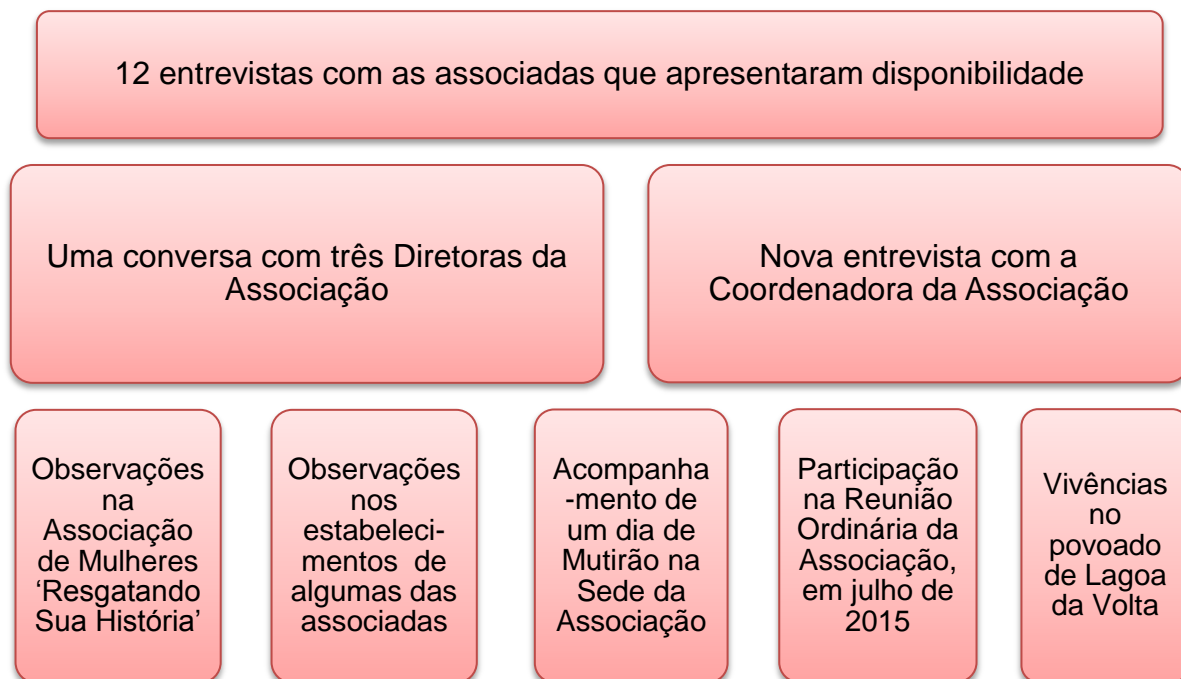 12 entrevistas com as associadas que apresentaram disponibilidade
Uma conversa com três Diretoras da
Associação
Nova entrevista com a
Coordenadora da Associação
Observações
na
Associação
de Mulheres
‘Resgatando
Sua História’
Observações
nos
estabeleci-
mentos de
algumas das
associadas
Acompanha
-mento de
um dia de
Mutirão na
Sede da
Associação
Participação
na Reunião
Ordinária da
Associação,
em julho de
2015
Vivências
no
povoado
de Lagoa
da Volta